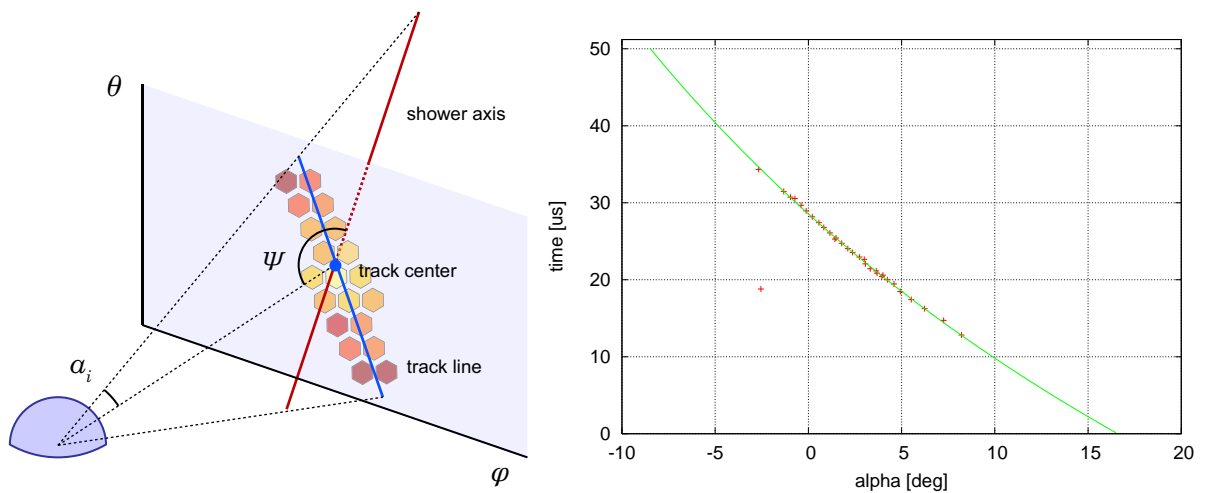 θ
shower axis
Ψ
track center
α_i
track line
φ
50
40
30
20
10
0
time [us]
-10 -5 0 5 10 15 20
alpha [deg]